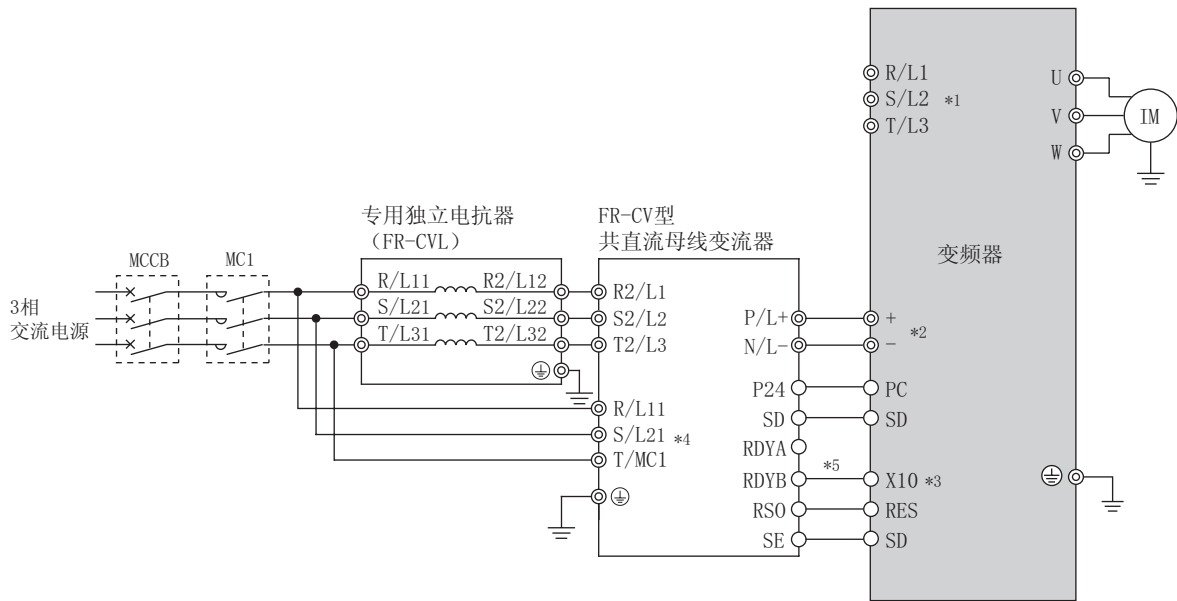 R/L1
S/L2 *1
T/L3
U
V
W
IM
专用独立电抗器
（FR-CVL）
FR-CV型
共直流母线变流器
变频器
MCCB
MC1
3相
交流电源
R/L11
R2/L12
S/L21
S2/L22
T/L31
T2/L32
R2/L1
S2/L2
T2/L3
P/L+
N/L-
+
-
*2
P24
PC
SD
SD
R/L11
S/L21 *4
T/MC1
RDYA
RDYB
*5
X10 *3
RSO
RES
SE
SD